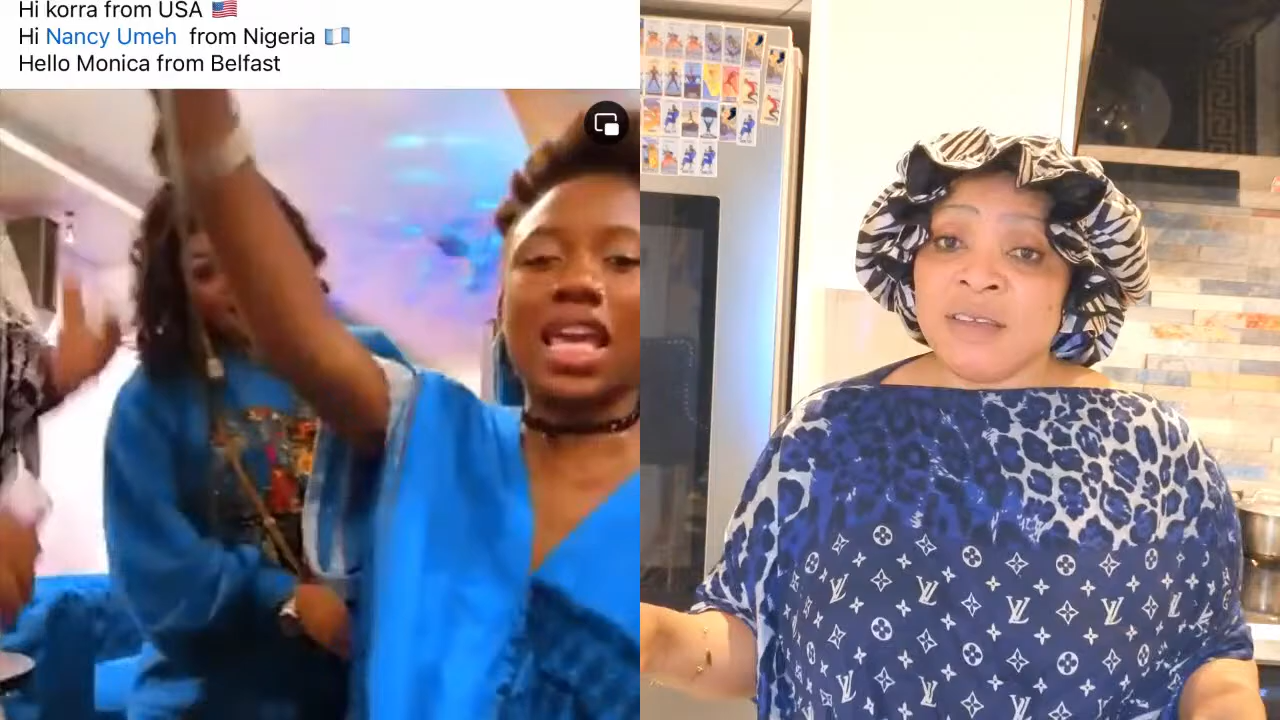 Hi korra from USA 🇺🇸
Hi Nancy Umeh from Nigeria 🇬🇹
Hello Monica from Belfast